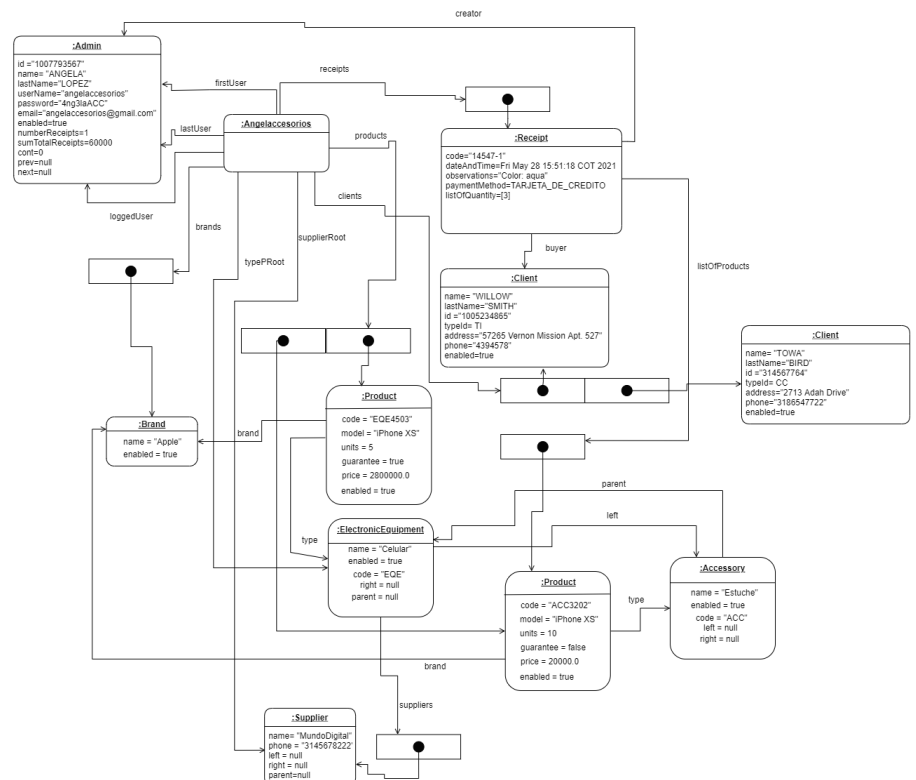 creator
:Admin
id ="1007793567"
name= "ANGELA"
lastName="LOPEZ"
userName="angelaccesorios"
password="4ng3laACC"
email="angelaccesorios@gmail.com"
enabled=true
numberReceipts=1
sumTotalReceipts=60000
cont=0
prev=null
next=null
firstUser
receipts
lastUser
:Angelaccesorios
products
:Receipt
code="14547-1"
dateAndTime=Fri May 28 15:51:18 COT 2021
observations="Color: aqua"
paymentMethod=TARJETA_DE_CREDITO
listOfQuantity=[3]
clients
loggedUser
brands
supplierRoot
typePRoot
buyer
listOfProducts
:Client
name= "WILLOW"
lastName="SMITH"
id ="1005234865"
typeId= TI
address="57265 Vernon Mission Apt. 527"
phone="4394578"
enabled=true
:Client
name= "TOWA"
lastName="BIRD"
id ="314567764"
typeId= CC
address="2713 Adah Drive"
phone="3186547722"
enabled=true
:Product
code = "EQE4503"
model = "iPhone XS"
units = 5
guarantee = true
price = 2800000.0
enabled = true
:Brand
name = "Apple"
enabled = true
brand
parent
left
type
:ElectronicEquipment
name = "Celular"
enabled = true
code = "EQE"
right = null
parent = null
:Product
code = "ACC3202"
model = "iPhone XS"
units = 10
guarantee = false
price = 20000.0
enabled = true
type
:Accessory
name = "Estuche"
enabled = true
code = "ACC"
left = null
right = null
brand
suppliers
:Supplier
name= "MundoDigital"
phone = "3145678222"
left = null
right = null
parent=null